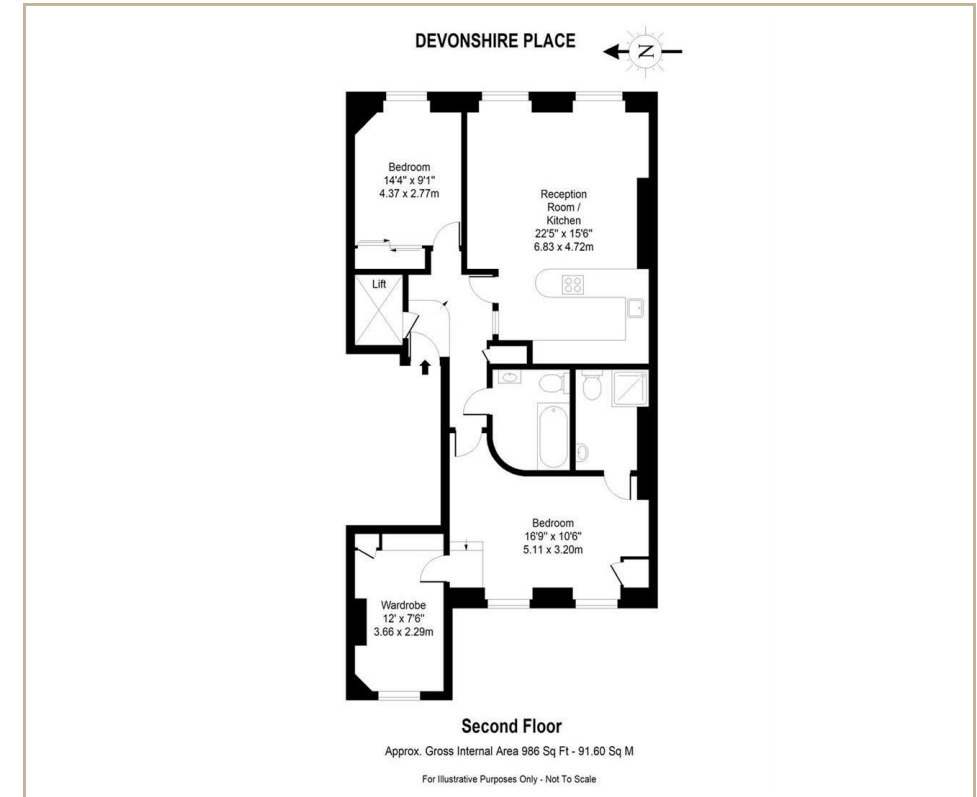 DEVONSHIRE PLACE
N
Bedroom
14'4" x 9'1"
4.37 x 2.77m
Reception
Room /
Kitchen
22'5" x 15'6"
6.83 x 4.72m
Lift
Bedroom
16'9" x 10'6"
5.11 x 3.20m
Wardrobe
12' x 7'6"
3.66 x 2.29m
Second Floor
Approx. Gross Internal Area 986 Sq Ft - 91.60 Sq M
For Illustrative Purposes Only - Not To Scale